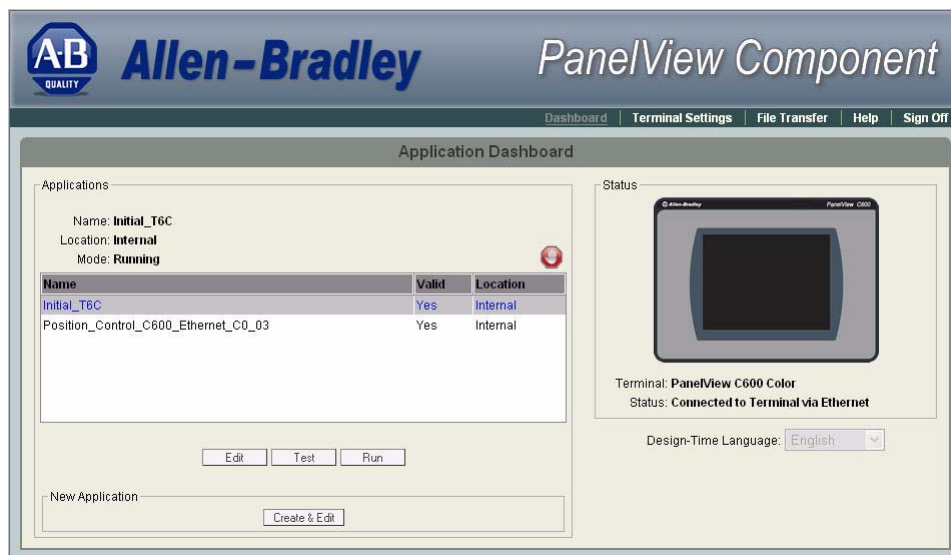 A-B
QUALITY
Allen-Bradley
PanelView Component
Dashboard | Terminal Settings | File Transfer | Help | Sign Off
Application Dashboard
Applications
Name: Initial_T6C
Location: Internal
Mode: Running
Name Valid Location
Initial_T6C Yes Internal
Position_Control_C600_Ethernet_C0_03 Yes Internal
Edit Test Run
New Application
Create & Edit
Status
Allen-Bradley PanelView C600
Terminal: PanelView C600 Color
Status: Connected to Terminal via Ethernet
Design-Time Language: English